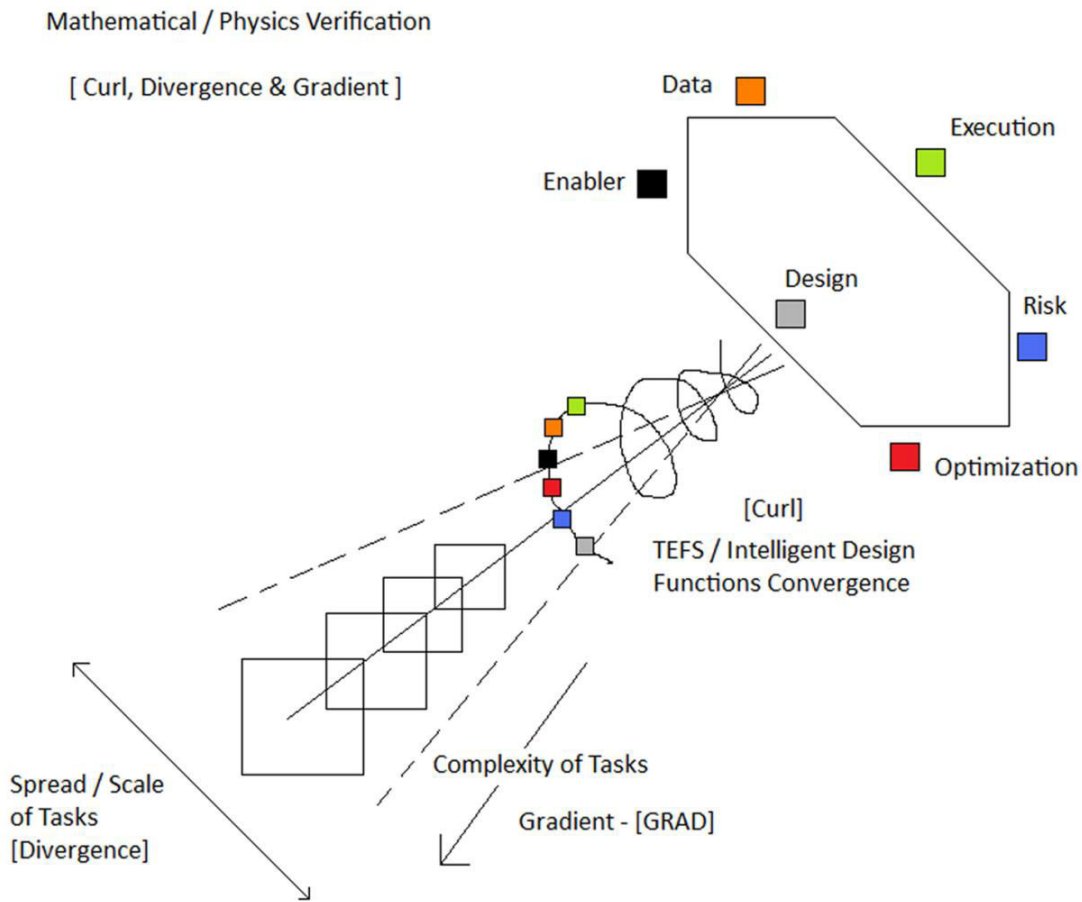 Mathematical / Physics Verification
[ Curl, Divergence & Gradient ]
Data
Execution
Enabler
Design
Risk
Optimization
[Curl]
TEFS / Intelligent Design
Functions Convergence
Complexity of Tasks
Gradient - [GRAD]
Spread / Scale
of Tasks
[Divergence]